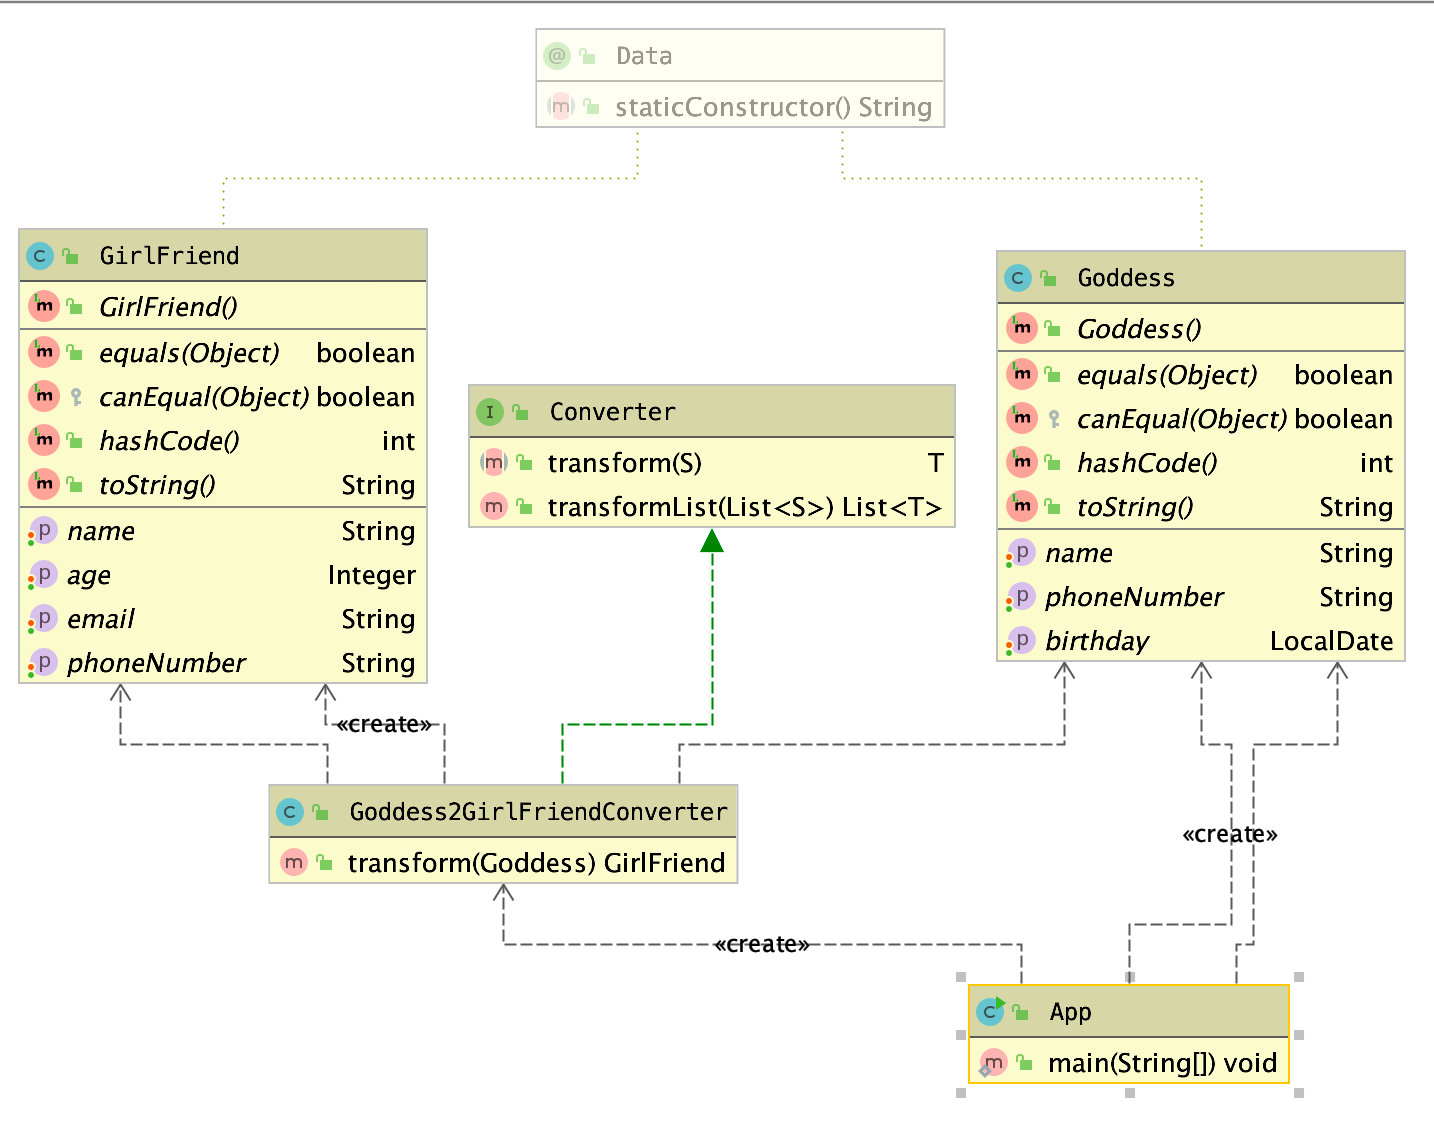 @ Data
m staticConstructor() String
C GirlFriend
m GirlFriend()
m equals(Object) boolean
m canEqual(Object) boolean
m hashCode() int
m toString() String
p name String
p age Integer
p email String
p phoneNumber String
I Converter
m transform(S) T
m transformList(List<S>) List<T>
C Goddess
m Goddess()
m equals(Object) boolean
m canEqual(Object) boolean
m hashCode() int
m toString() String
p name String
p phoneNumber String
p birthday LocalDate
«create»
C Goddess2GirlFriendConverter
m transform(Goddess) GirlFriend
«create»
«create»
C App
m main(String[]) void